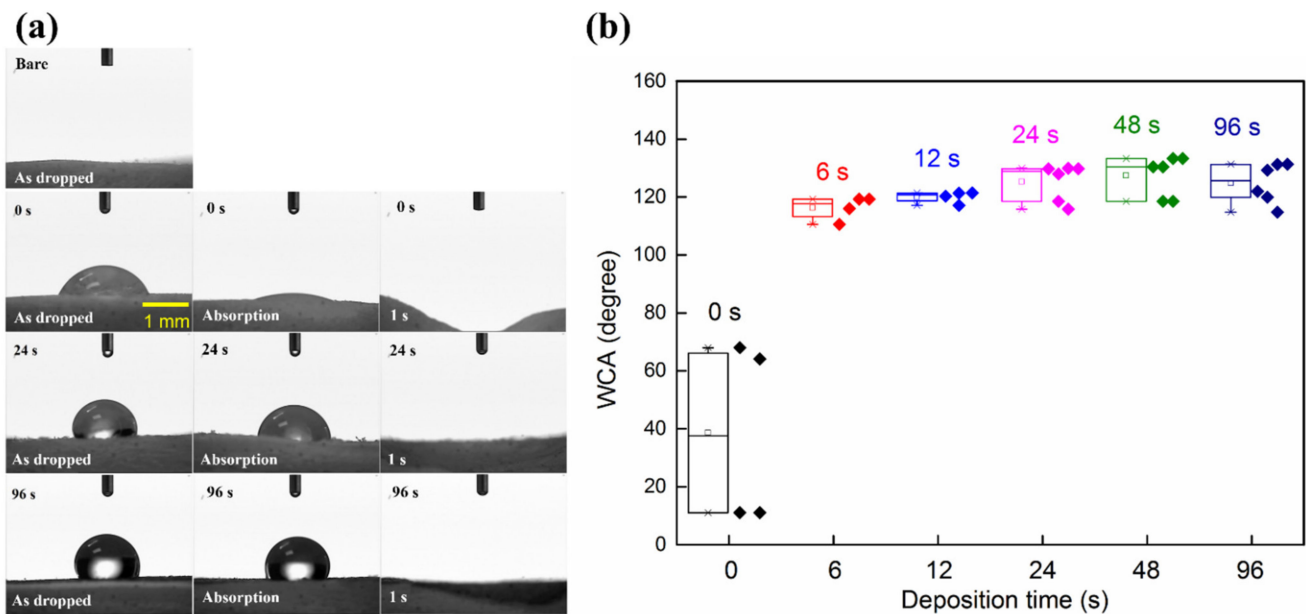 (a)
Bare
As dropped
0 s
As dropped
1 mm
0 s
Absorption
0 s
1 s
24 s
As dropped
24 s
Absorption
24 s
1 s
96 s
As dropped
96 s
Absorption
96 s
1 s
(b)
160
140
120
100
80
60
40
20
0
WCA (degree)
0 s
6 s
12 s
24 s
48 s
96 s
0 6 12 24 48 96
Deposition time (s)